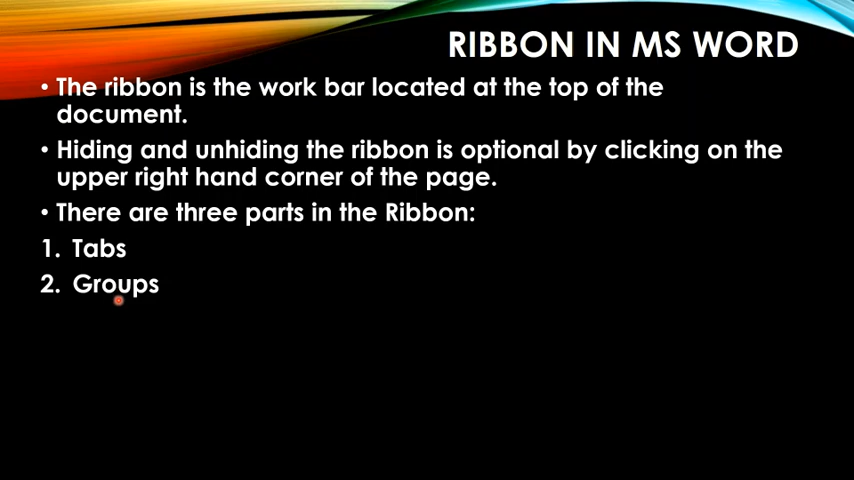 RIBBON IN MS WORD
• The ribbon is the work bar located at the top of the
document.
• Hiding and unhiding the ribbon is optional by clicking on the
upper right hand corner of the page.
• There are three parts in the Ribbon:
1. Tabs
2. Groups